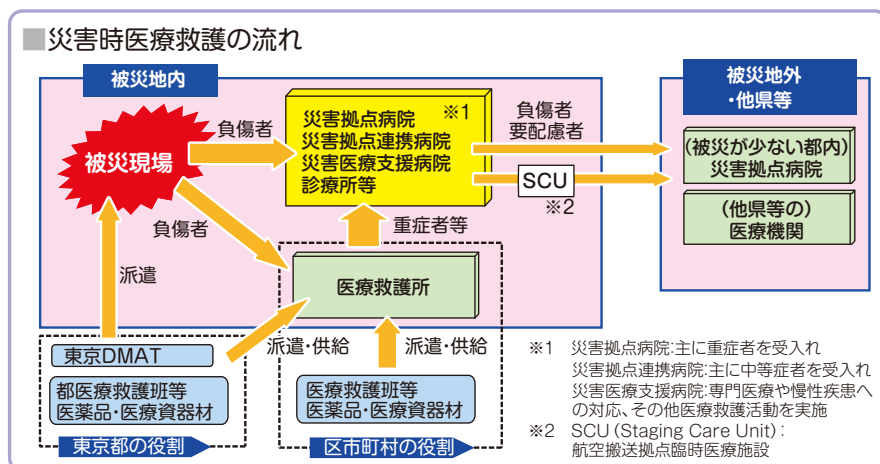 ■災害時医療救護の流れ
被災地内
被災地外
・他県等
被災現場
負傷者
災害拠点病院 ※1
災害拠点連携病院
災害医療支援病院
診療所等
負傷者
要配慮者
SCU
※2
(被災が少ない都内)
災害拠点病院
(他県等の)
医療機関
負傷者
重症者等
派遣
医療救護所
派遣・供給
派遣・供給
東京DMAT
都医療救護班等
医薬品・医療資器材
東京都の役割
医療救護班等
医薬品・医療資器材
区市町村の役割
※1 災害拠点病院:主に重症者を受入れ
災害拠点連携病院:主に中等症者を受入れ
災害医療支援病院:専門医療や慢性疾患へ
の対応、その他医療救護活動を実施
※2 SCU(Staging Care Unit):
航空搬送拠点臨時医療施設